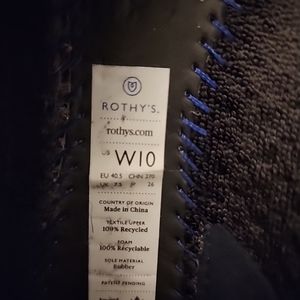 ROTHY'S.
rothys.com
US W10
EU 40.5 CHN 270
UK 7.5 JP 26
COUNTRY OF ORIGIN
Made in China
TEXTILE UPPER
100% Recycled
FOAM
100% Recyclable
SOLE MATERIAL
Rubber
PATENT PENDING